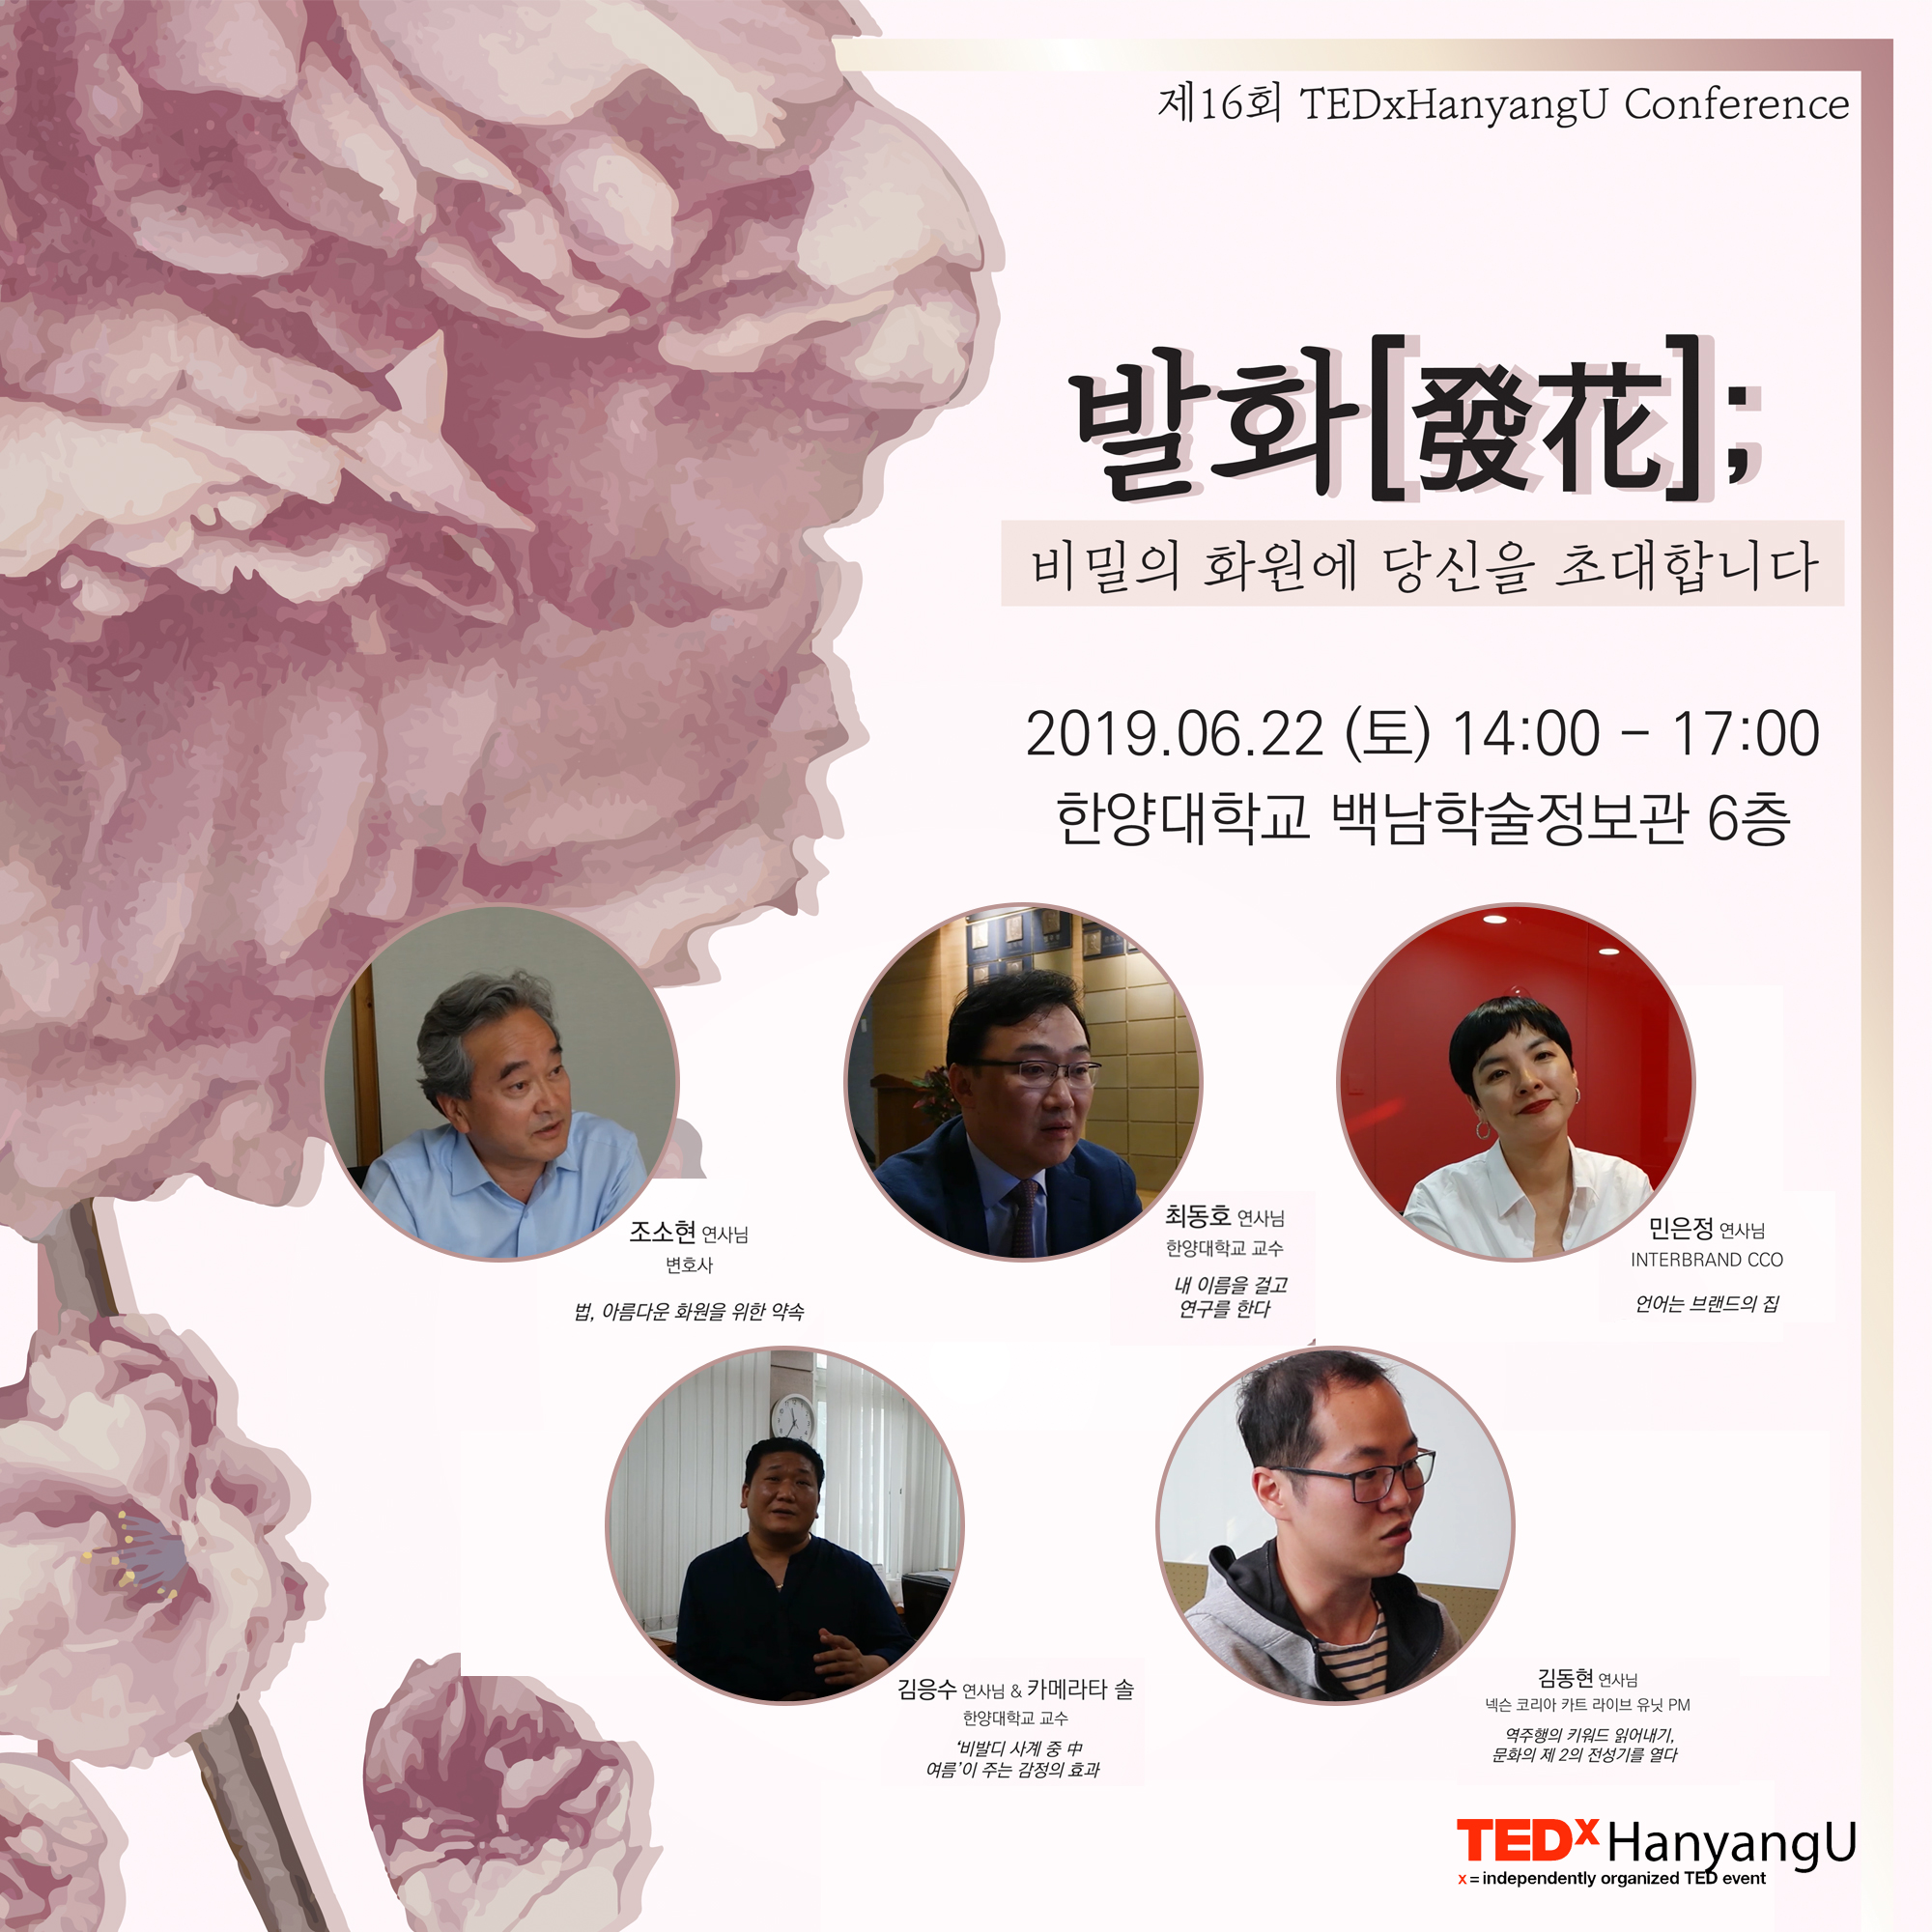 제16회 TEDxHanyangU Conference
발화[發花];
비밀의 화원에 당신을 초대합니다
2019.06.22 (토) 14:00 - 17:00
한양대학교 백남학술정보관 6층
조소현 연사님
변호사
법, 아름다운 화원을 위한 약속
최동호 연사님
한양대학교 교수
내 이름을 걸고
연구를 한다
민은정 연사님
INTERBRAND CCO
언어는 브랜드의 집
김응수 연사님 & 카메라타 솔
한양대학교 교수
‘비발디 사계 중 中
여름’이 주는 감정의 효과
김동현 연사님
넥슨 코리아 카트 라이브 유닛 PM
역주행의 키워드 읽어내기,
문화의 제 2의 전성기를 열다
TEDx HanyangU
x = independently organized TED event